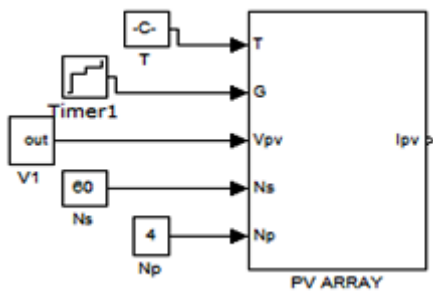 -C-
T
T
Timer1
G
out
V1
Vpv
Ipv
60
Ns
Ns
4
Np
Np
PV ARRAY